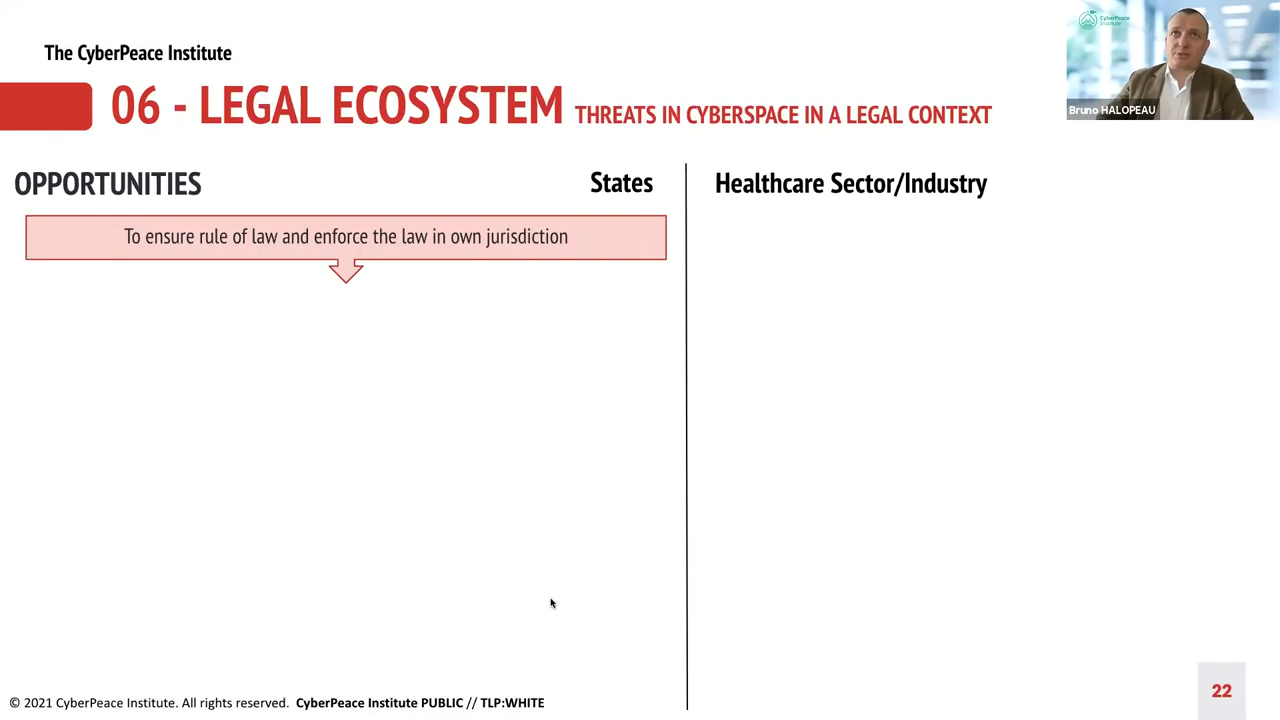 The CyberPeace Institute
06 - LEGAL ECOSYSTEM THREATS IN CYBERSPACE IN A LEGAL CONTEXT
CyberPeace
Institute
Bruno HALOPEAU
OPPORTUNITIES
States
Healthcare Sector/Industry
To ensure rule of law and enforce the law in own jurisdiction
© 2021 CyberPeace Institute. All rights reserved. CyberPeace Institute PUBLIC // TLP:WHITE
22